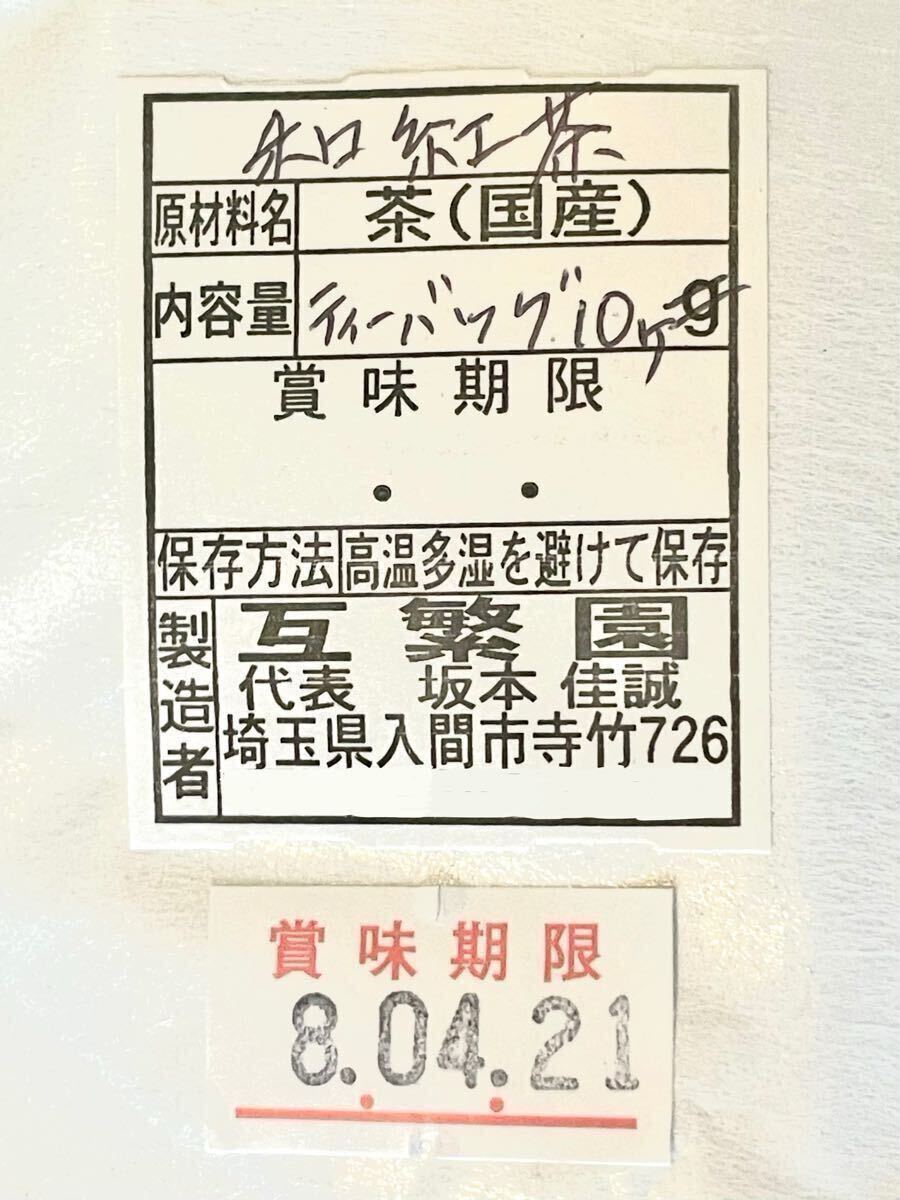 和紅茶
原材料名 茶(国産)
内容量 ティーバッグ10ヶg
賞味期限
・ ・
保存方法 高温多湿を避けて保存
製造者 互繁園
代表 坂本 佳誠
埼玉県入間市寺竹726
賞味期限
8.04.21